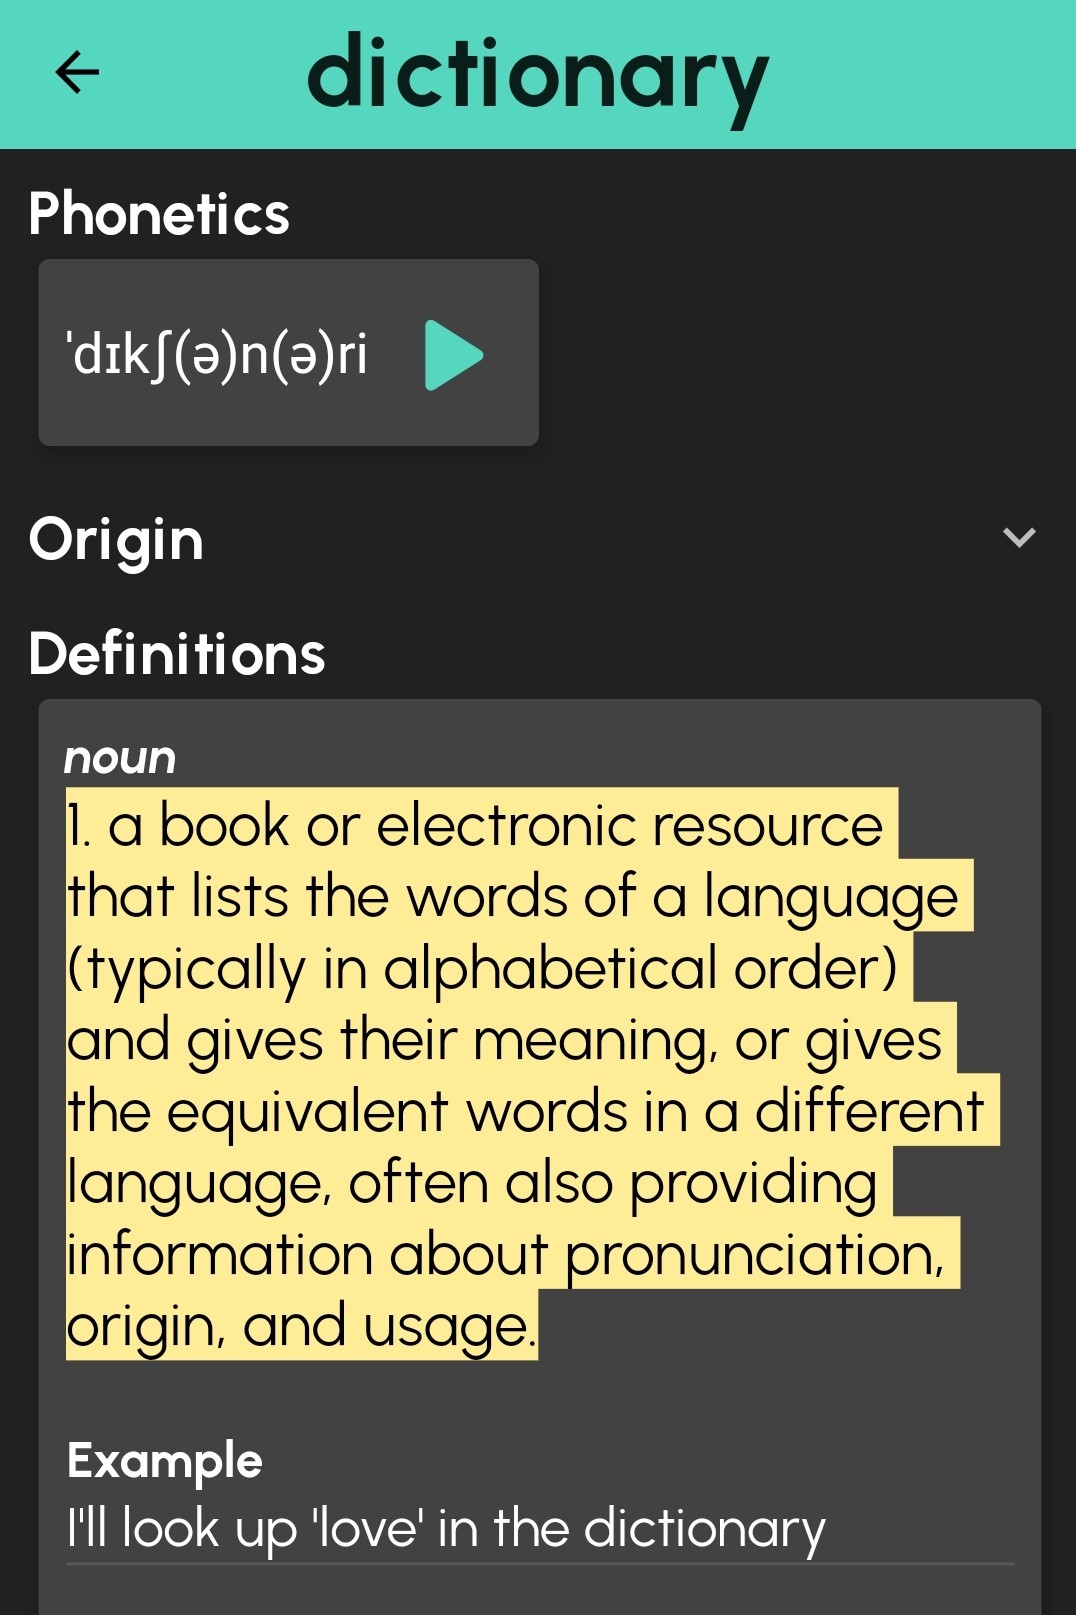 dictionary
Phonetics
ˈdɪkʃ(ə)n(ə)ri
Origin
Definitions
noun
1. a book or electronic resource
that lists the words of a language
(typically in alphabetical order)
and gives their meaning, or gives
the equivalent words in a different
language, often also providing
information about pronunciation,
origin, and usage.
Example
I'll look up 'love' in the dictionary